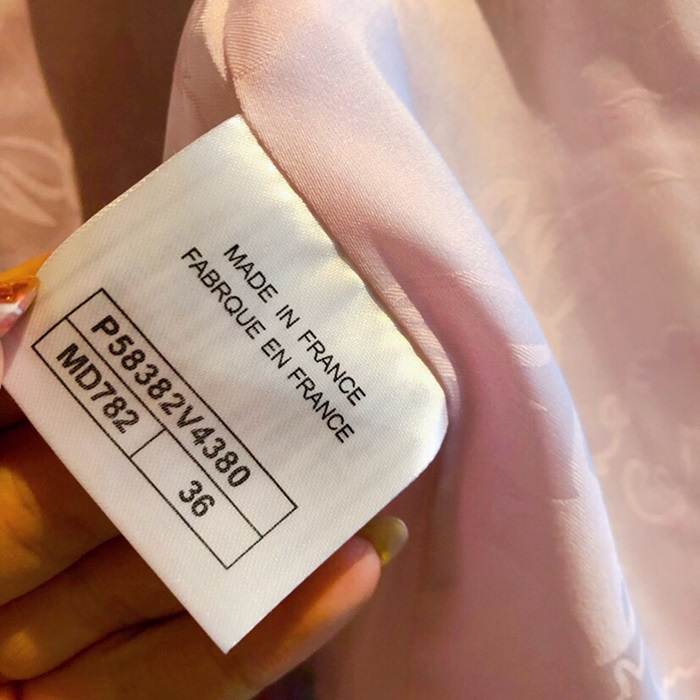 MADE IN FRANCE
FABRQUE EN FRANCE
P58382V4380
MD782
36